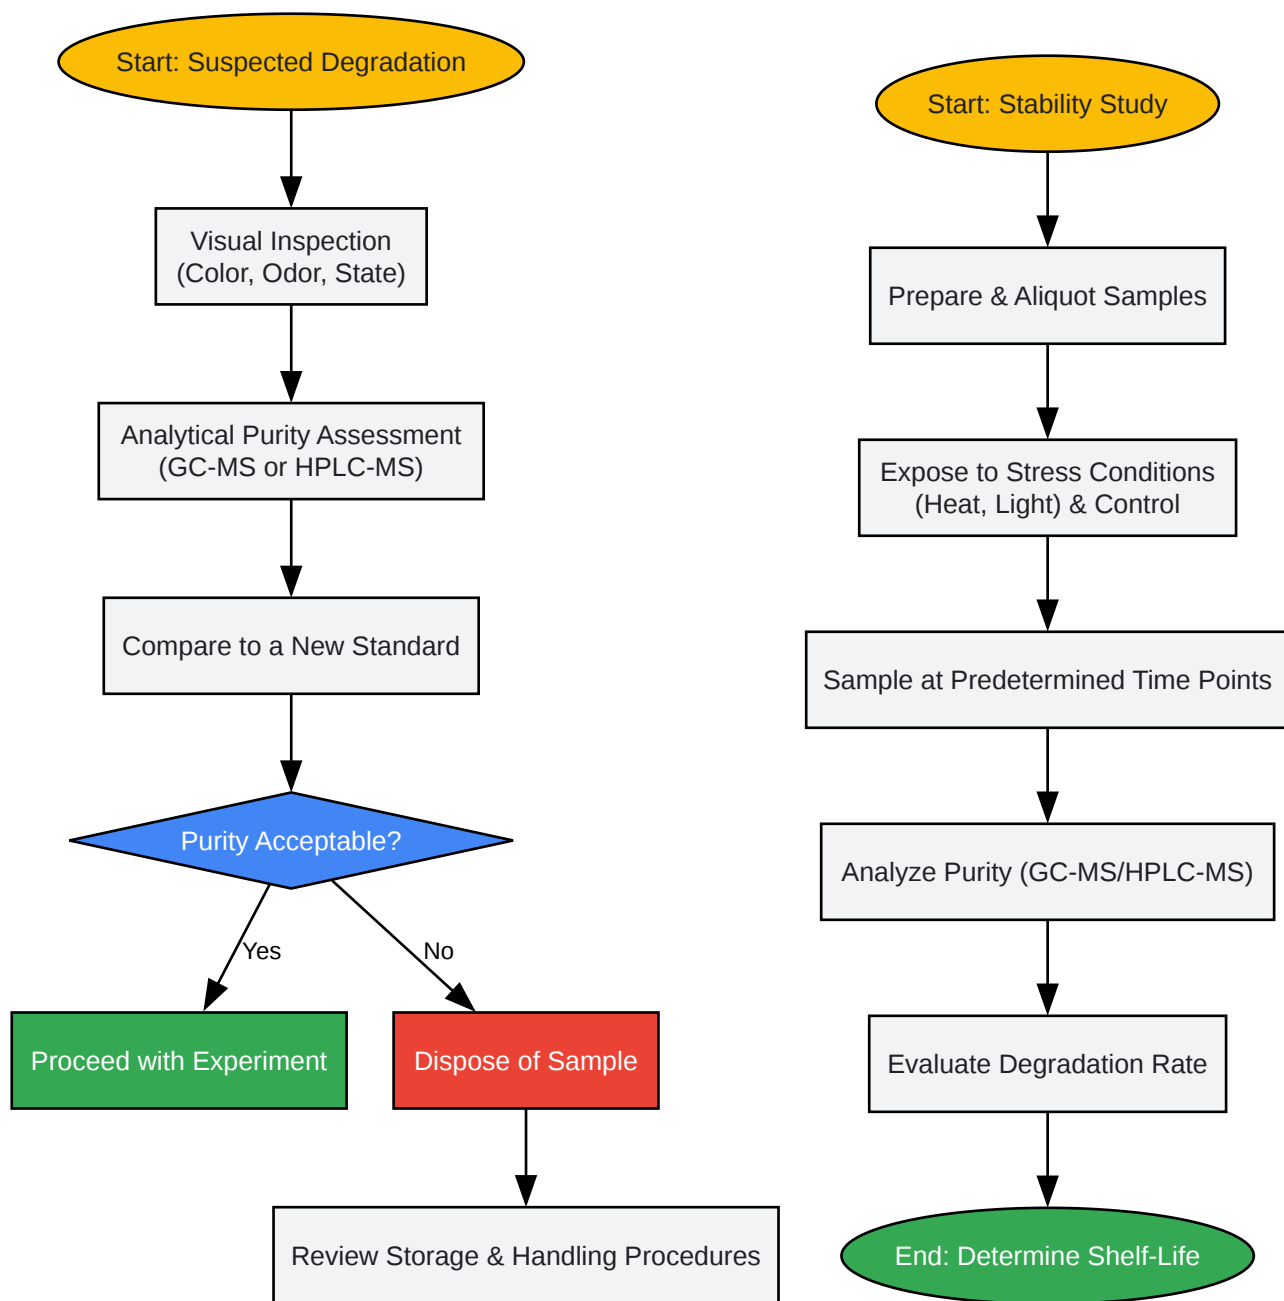 Start: Suspected Degradation
Visual Inspection
(Color, Odor, State)
Analytical Purity Assessment
(GC-MS or HPLC-MS)
Compare to a New Standard
Purity Acceptable?
Yes
No
Proceed with Experiment
Dispose of Sample
Review Storage & Handling Procedures
Start: Stability Study
Prepare & Aliquot Samples
Expose to Stress Conditions
(Heat, Light) & Control
Sample at Predetermined Time Points
Analyze Purity (GC-MS/HPLC-MS)
Evaluate Degradation Rate
End: Determine Shelf-Life